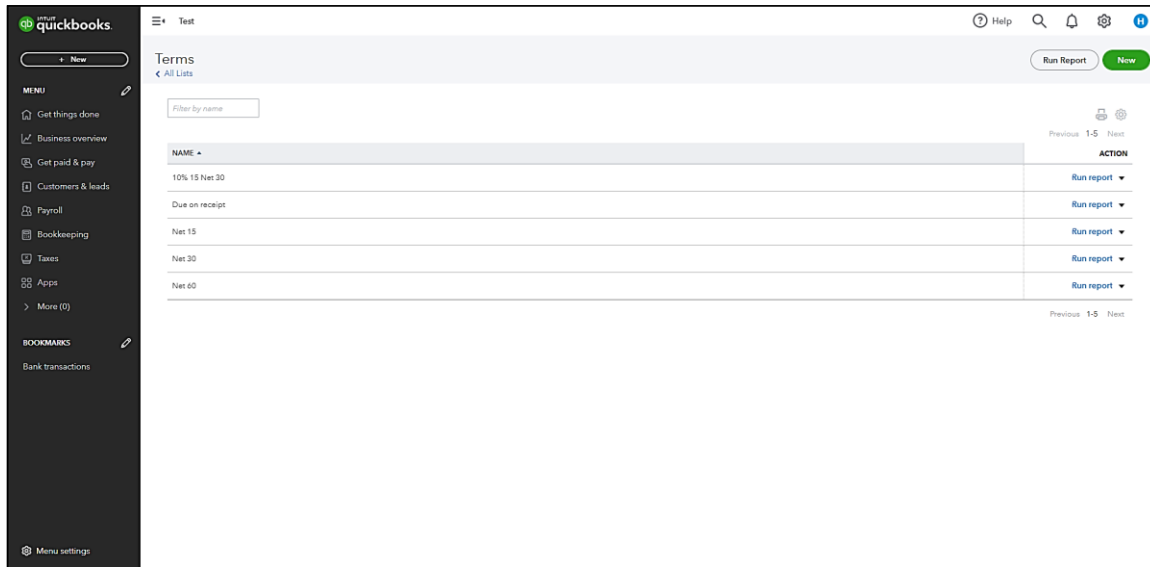 INTUIT
quickbooks.
Test
Help
H
+ New
Terms
All Lists
Run Report
New
MENU
Get things done
Business overview
Get paid & pay
Customers & leads
Payroll
Bookkeeping
Taxes
Apps
More (0)
BOOKMARKS
Bank transactions
Menu settings
Filter by name
Previous 1-5 Next
NAME ACTION
10% 15 Net 30 Run report
Due on receipt Run report
Net 15 Run report
Net 30 Run report
Net 60 Run report
Previous 1-5 Next